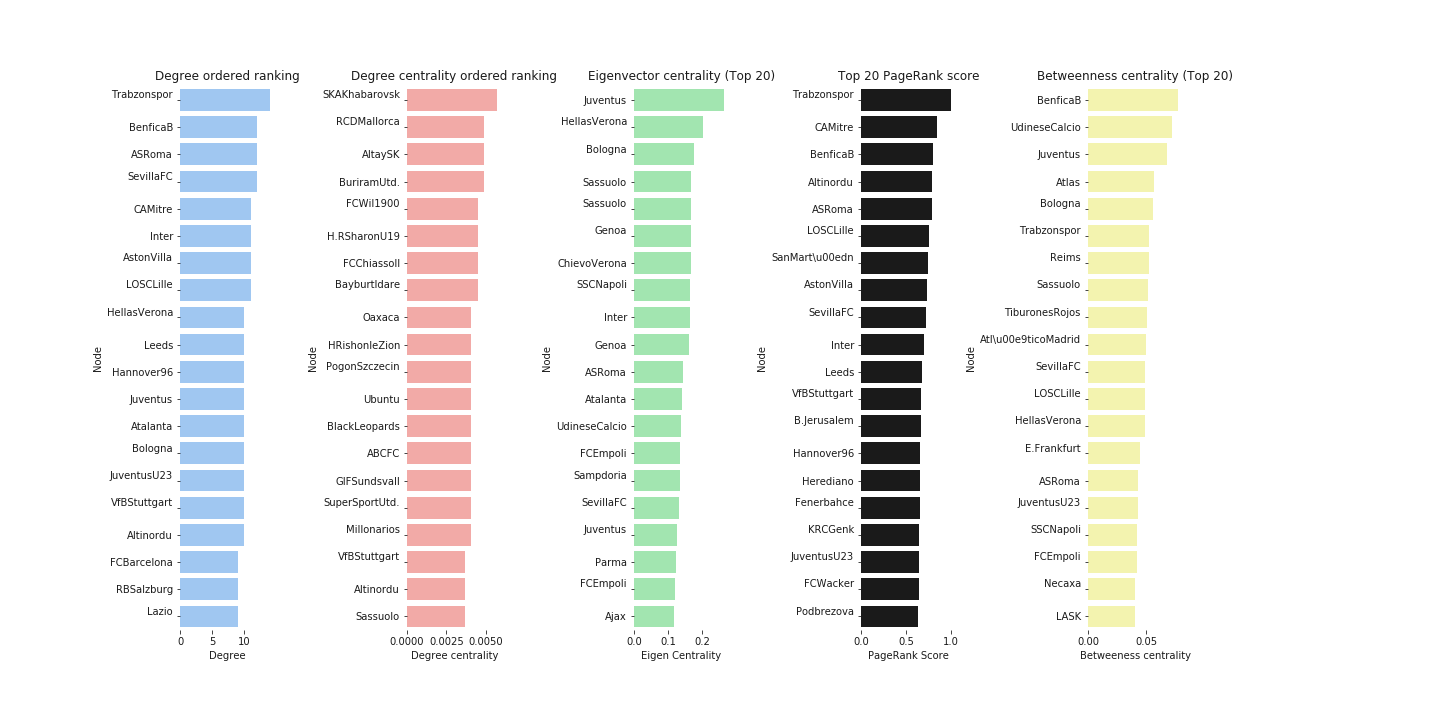 Degree ordered ranking
Trabzonspor
BenficaB
ASRoma
SevillaFC
CAMitre
Inter
AstonVilla
LOSCLille
HellasVerona
Leeds
Hannover96
Juventus
Atalanta
Bologna
JuventusU23
VfBStuttgart
Altinordu
FCBarcelona
RBSalzburg
Lazio
Node
0 5 10
Degree
Degree centrality ordered ranking
SKAKhabarovsk
RCDMallorca
AltaySK
BuriramUtd.
FCWil1900
H.RSharonU19
FCChiassoII
BayburtIdare
Oaxaca
HRishonleZion
PogonSzczecin
Ubuntu
BlackLeopards
ABCFC
GIFSundsvall
SuperSportUtd.
Millonarios
VfBStuttgart
Altinordu
Sassuolo
Node
0.0000 0.0025 0.0050
Degree centrality
Eigenvector centrality (Top 20)
Juventus
HellasVerona
Bologna
Sassuolo
Sassuolo
Genoa
ChievoVerona
SSCNapoli
Inter
Genoa
ASRoma
Atalanta
UdineseCalcio
FCEmpoli
Sampdoria
SevillaFC
Juventus
Parma
FCEmpoli
Ajax
Node
0.0 0.1 0.2
Eigen Centrality
Top 20 PageRank score
Trabzonspor
CAMitre
BenficaB
Altinordu
ASRoma
LOSCLille
SanMart\u00edn
AstonVilla
SevillaFC
Inter
Leeds
VfBStuttgart
B.Jerusalem
Hannover96
Herediano
Fenerbahce
KRCGenk
JuventusU23
FCWacker
Podbrezova
Node
0.0 0.5 1.0
PageRank Score
Betweenness centrality (Top 20)
BenficaB
UdineseCalcio
Juventus
Atlas
Bologna
Trabzonspor
Reims
Sassuolo
TiburonesRojos
Atl\u00e9ticoMadrid
SevillaFC
LOSCLille
HellasVerona
E.Frankfurt
ASRoma
JuventusU23
SSCNapoli
FCEmpoli
Necaxa
LASK
Node
0.00 0.05
Betweeness centrality